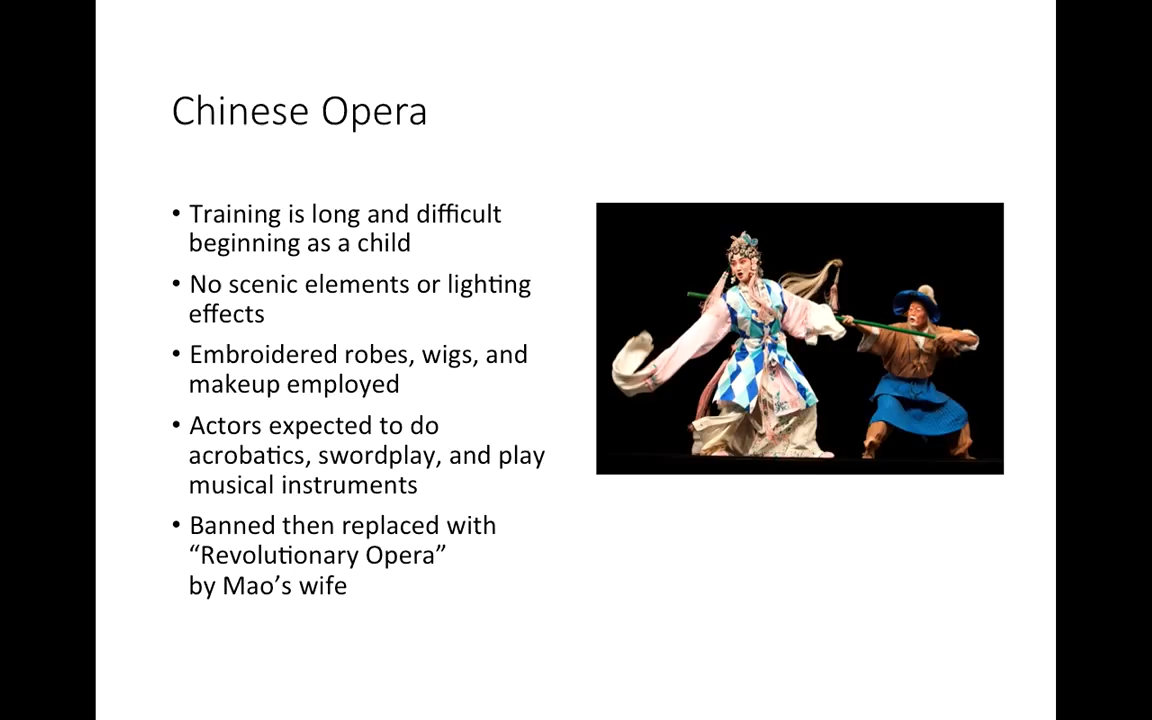 Chinese Opera
• Training is long and difficult
beginning as a child
• No scenic elements or lighting
effects
• Embroidered robes, wigs, and
makeup employed
• Actors expected to do
acrobatics, swordplay, and play
musical instruments
• Banned then replaced with
“Revolutionary Opera”
by Mao’s wife